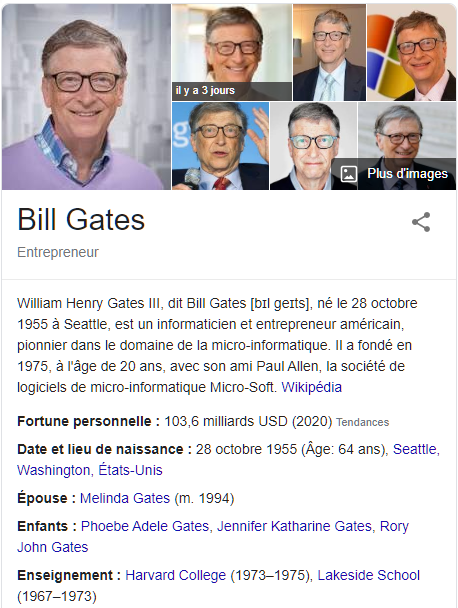 il y a 3 jours
Plus d'images
Bill Gates
Entrepreneur
William Henry Gates III, dit Bill Gates [bɪl geɪts], né le 28 octobre
1955 à Seattle, est un informaticien et entrepreneur américain,
pionnier dans le domaine de la micro-informatique. Il a fondé en
1975, à l'âge de 20 ans, avec son ami Paul Allen, la société de
logiciels de micro-informatique Micro-Soft. Wikipédia
Fortune personnelle : 103,6 milliards USD (2020) Tendances
Date et lieu de naissance : 28 octobre 1955 (Âge: 64 ans), Seattle,
Washington, États-Unis
Épouse : Melinda Gates (m. 1994)
Enfants : Phoebe Adele Gates, Jennifer Katharine Gates, Rory
John Gates
Enseignement : Harvard College (1973–1975), Lakeside School
(1967–1973)